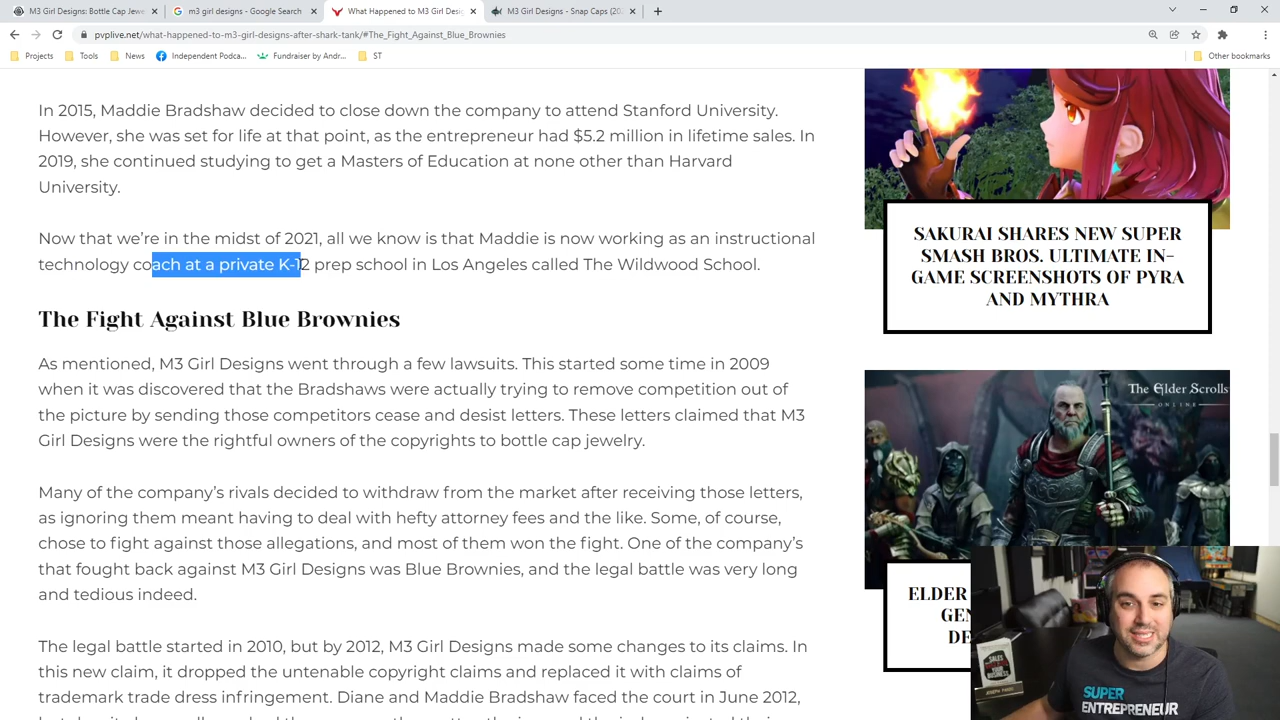 M3 Girl Designs: Bottle Cap Jewe
m3 girl designs - Google Search
What Happened to M3 Girl Desig
M3 Girl Designs - Snap Caps (202
pvplive.net/what-happened-to-m3-girl-designs-after-shark-tank/#The_Fight_Against_Blue_Brownies
Projects
Tools
News
Independent Podca...
Fundraiser by Andr...
ST
Other bookmarks
In 2015, Maddie Bradshaw decided to close down the company to attend Stanford University.
However, she was set for life at that point, as the entrepreneur had $5.2 million in lifetime sales. In
2019, she continued studying to get a Masters of Education at none other than Harvard
University.
Now that we’re in the midst of 2021, all we know is that Maddie is now working as an instructional
technology coach at a private K-12 prep school in Los Angeles called The Wildwood School.
The Fight Against Blue Brownies
As mentioned, M3 Girl Designs went through a few lawsuits. This started some time in 2009
when it was discovered that the Bradshaws were actually trying to remove competition out of
the picture by sending those competitors cease and desist letters. These letters claimed that M3
Girl Designs were the rightful owners of the copyrights to bottle cap jewelry.
Many of the company’s rivals decided to withdraw from the market after receiving those letters,
as ignoring them meant having to deal with hefty attorney fees and the like. Some, of course,
chose to fight against those allegations, and most of them won the fight. One of the company’s
that fought back against M3 Girl Designs was Blue Brownies, and the legal battle was very long
and tedious indeed.
The legal battle started in 2010, but by 2012, M3 Girl Designs made some changes to its claims. In
this new claim, it dropped the untenable copyright claims and replaced it with claims of
trademark trade dress infringement. Diane and Maddie Bradshaw faced the court in June 2012,
SAKURAI SHARES NEW SUPER
SMASH BROS. ULTIMATE IN-
GAME SCREENSHOTS OF PYRA
AND MYTHRA
The Elder Scrolls
ONLINE
ELDER
GEN
DE
SUPER
ENTREPRENEUR